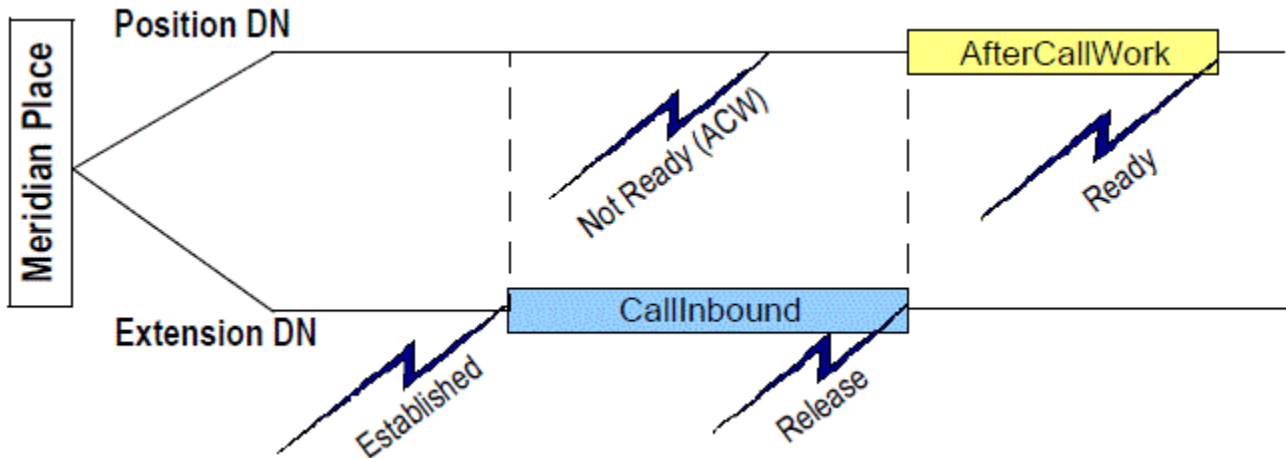 Meridian Place
Position DN
AfterCallWork
Not Ready (ACW)
Ready
CallInbound
Extension DN
Established
Release